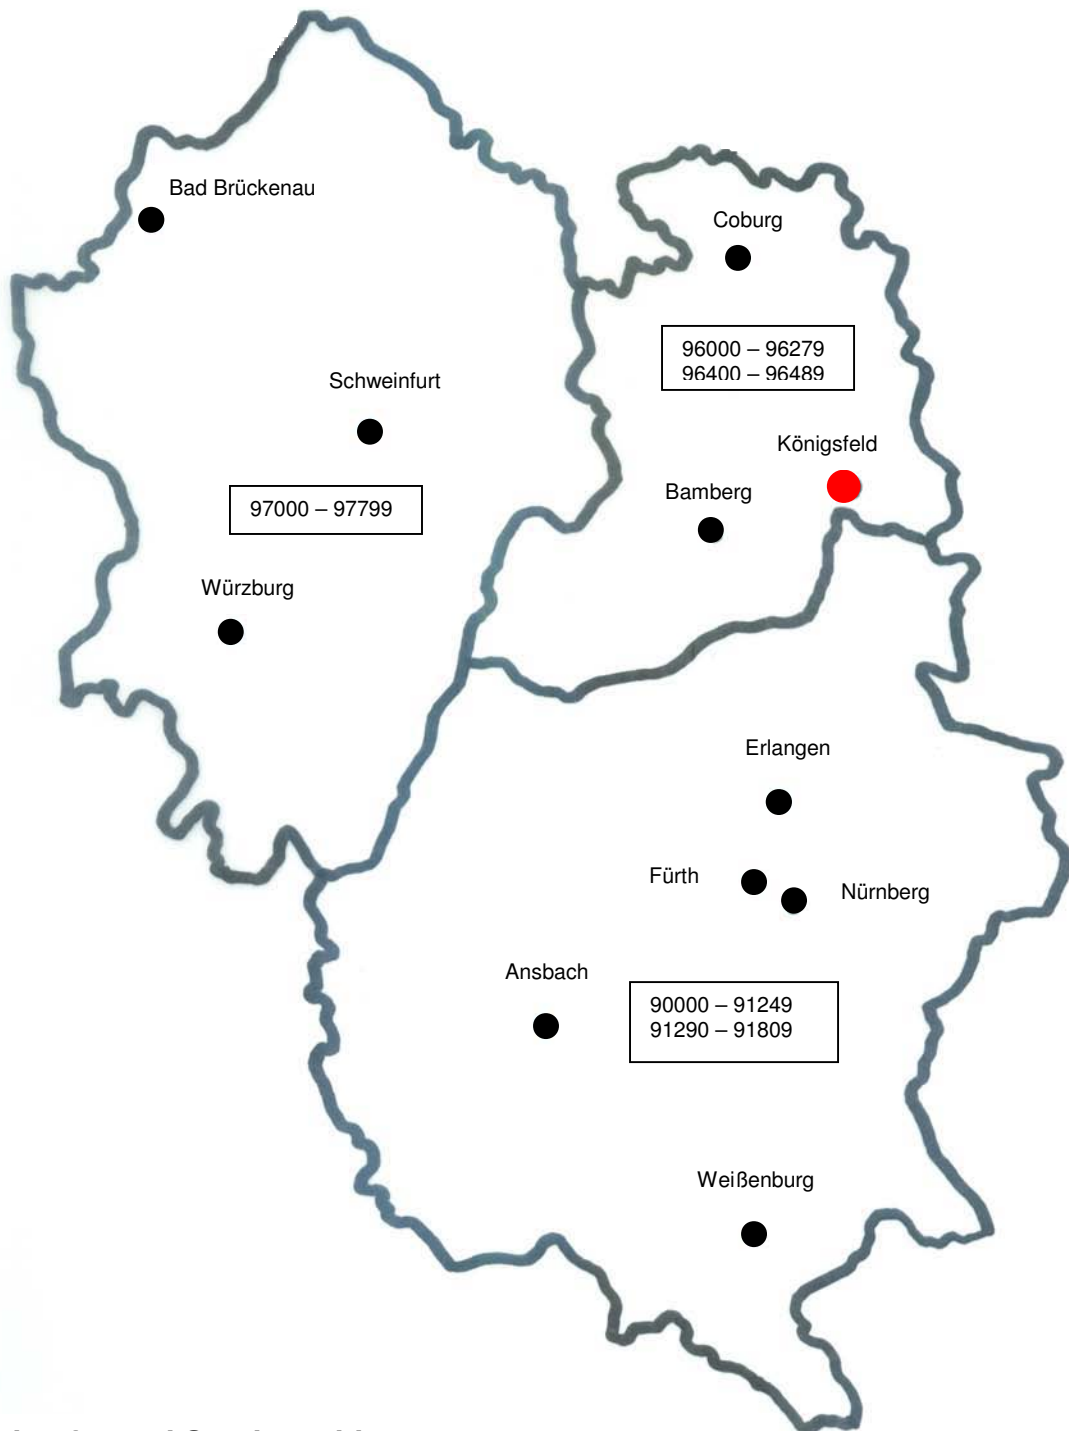 Bad Brückenau
Coburg
96000 – 96279
96400 – 96489
Schweinfurt
Königsfeld
Bamberg
97000 – 97799
Würzburg
Erlangen
Fürth
Nürnberg
Ansbach
90000 – 91249
91290 – 91809
Weißenburg